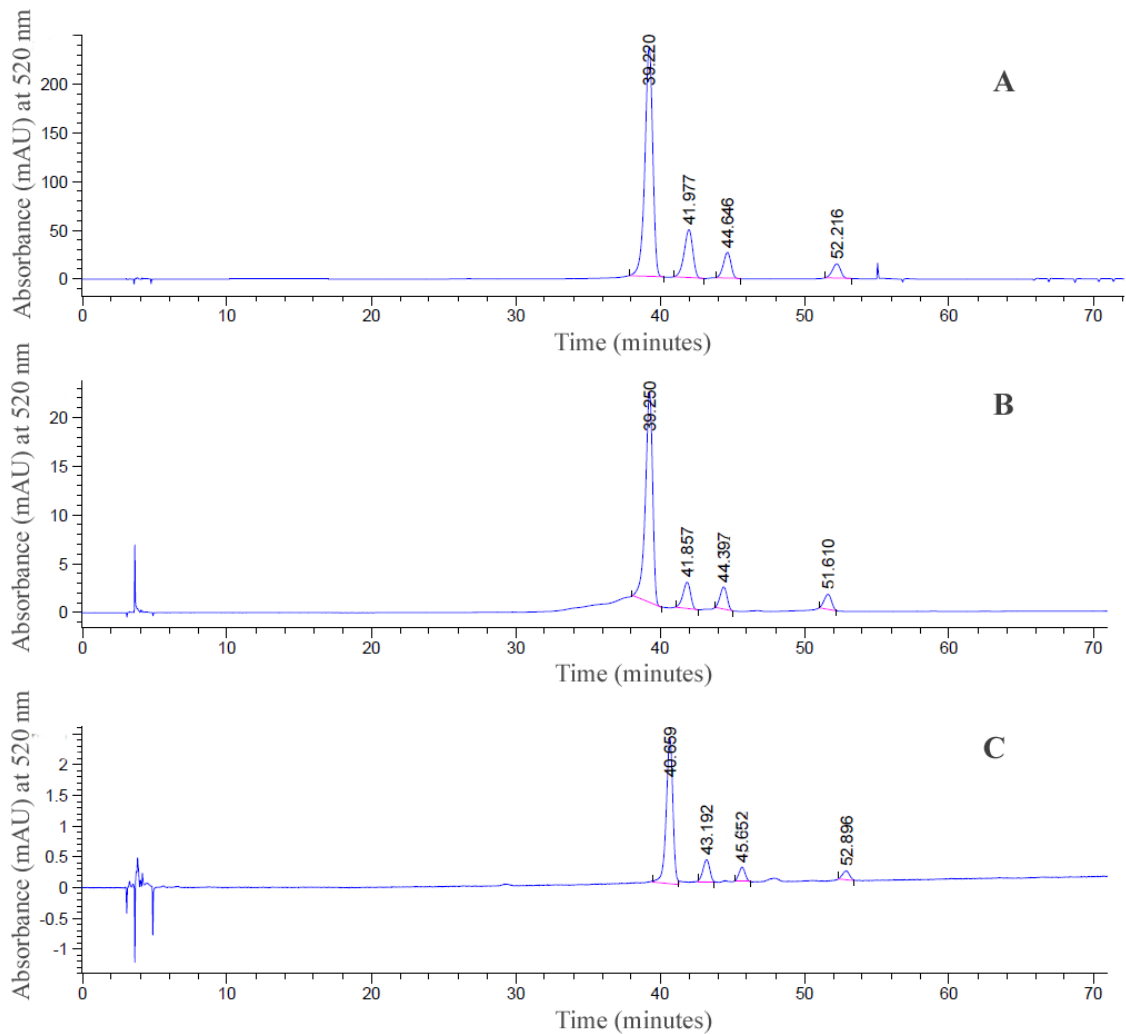 Absorbance (mAU) at 520 nm
A
200
150
100
50
0
39.220
41.977
44.646
52.216
0 10 20 30 40 50 60 70
Time (minutes)
Absorbance (mAU) at 520 nm
B
20
15
10
5
0
39.250
41.857
44.397
51.610
0 10 20 30 40 50 60 70
Time (minutes)
Absorbance (mAU) at 520 nm
C
2
1.5
1
0.5
0
-0.5
-1
40.659
43.192
45.652
52.896
0 10 20 30 40 50 60 70
Time (minutes)